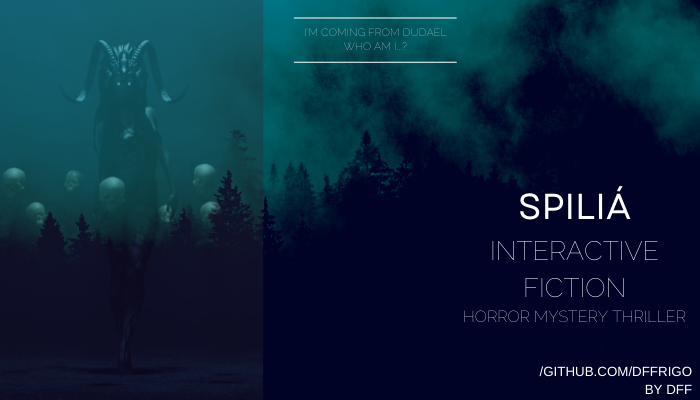 I'M COMING FROM DUDAEL
WHO AM I...?
SPILIÁ
INTERACTIVE
FICTION
HORROR MYSTERY THRILLER
/GITHUB.COM/DFFRIGO
BY DFF